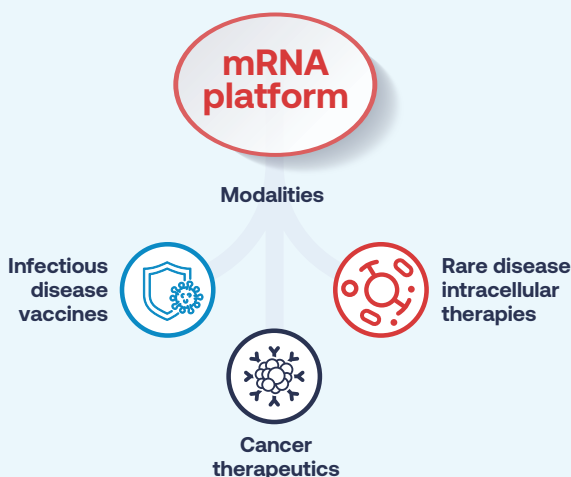 mRNA
platform
Modalities
Infectious
disease
vaccines
Rare disease
intracellular
therapies
Cancer
therapeutics